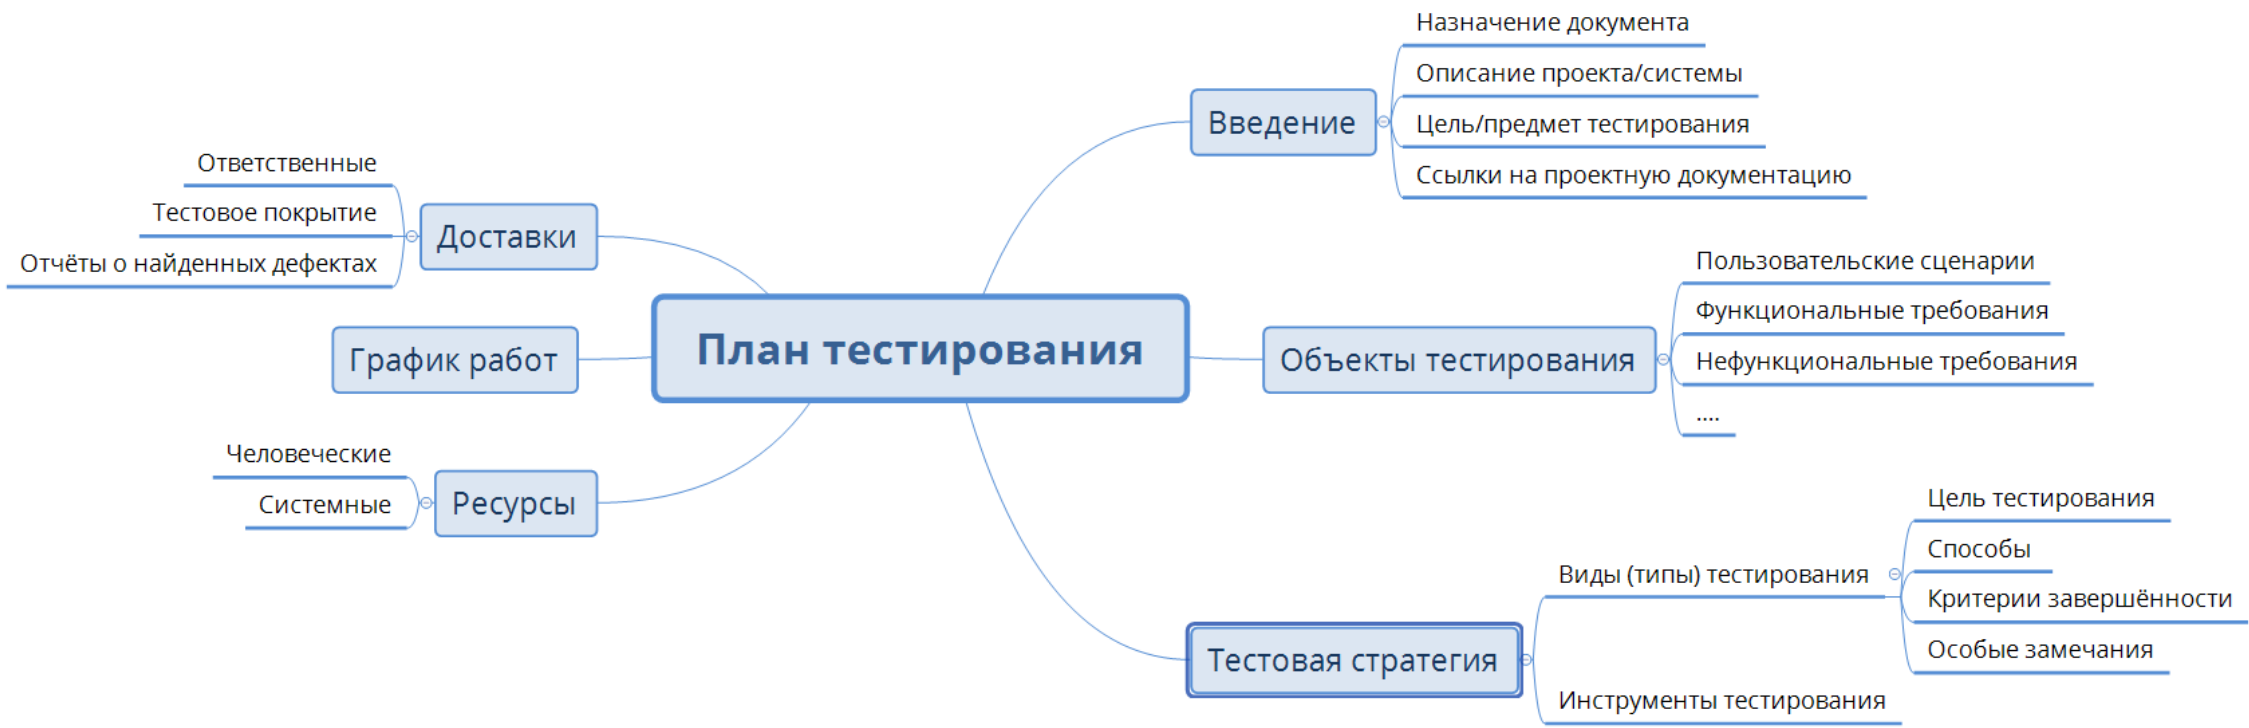 План тестирования
Введение
Назначение документа
Описание проекта/системы
Цель/предмет тестирования
Ссылки на проектную документацию
Объекты тестирования
Пользовательские сценарии
Функциональные требования
Нефункциональные требования
....
Тестовая стратегия
Виды (типы) тестирования
Цель тестирования
Способы
Критерии завершённости
Особые замечания
Инструменты тестирования
Доставки
Ответственные
Тестовое покрытие
Отчёты о найденных дефектах
График работ
Ресурсы
Человеческие
Системные